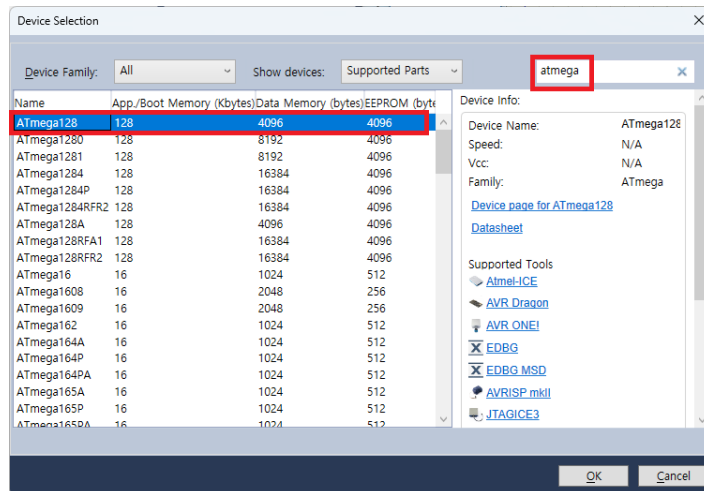 Device Selection
Device Family: All Show devices: Supported Parts atmega
Name App./Boot Memory (Kbytes) Data Memory (bytes) EEPROM (byte
ATmega128 128 4096 4096
ATmega1280 128 8192 4096
ATmega1281 128 8192 4096
ATmega1284 128 16384 4096
ATmega1284P 128 16384 4096
ATmega1284RFR2 128 16384 4096
ATmega128A 128 4096 4096
ATmega128RFA1 128 16384 4096
ATmega128RFR2 128 16384 4096
ATmega16 16 1024 512
ATmega1608 16 2048 256
ATmega1609 16 2048 256
ATmega162 16 1024 512
ATmega164A 16 1024 512
ATmega164P 16 1024 512
ATmega164PA 16 1024 512
ATmega165A 16 1024 512
ATmega165P 16 1024 512
ATmega165PA 16 1024 512
Device Info:
Device Name: ATmega128
Speed: N/A
Vcc: N/A
Family: ATmega
Device page for ATmega128
Datasheet
Supported Tools
Atmel-ICE
AVR Dragon
AVR ONE!
EDBG
EDBG MSD
AVRISP mkII
JTAGICE3
OK Cancel